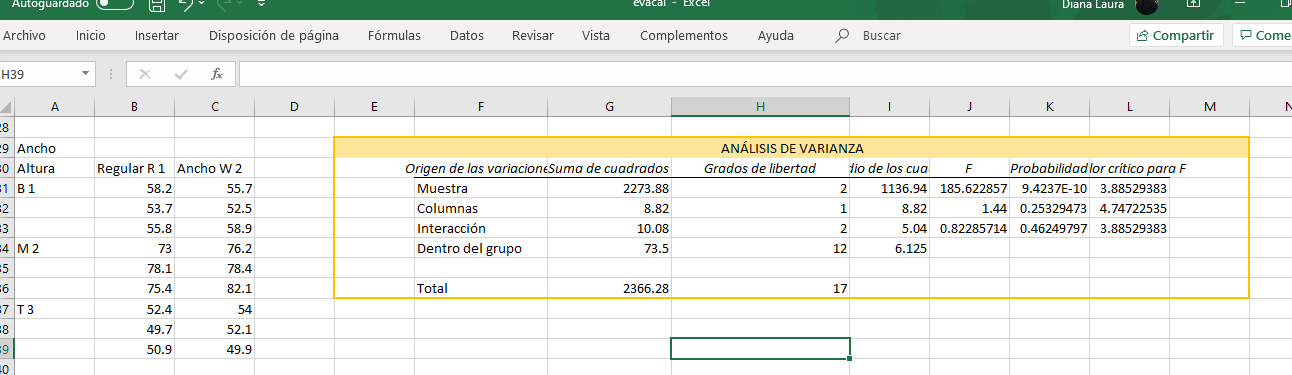 Autoguardado evacal - Excel Diana Laura
Archivo Inicio Insertar Disposición de página Fórmulas Datos Revisar Vista Complementos Ayuda Buscar Compartir Come
H39 fx
A B C D E F G H I J K L M N
28
29 Ancho ANÁLISIS DE VARIANZA
30 Altura Regular R 1 Ancho W 2 Origen de las variacione Suma de cuadrados Grados de libertad dio de los cua F Probabilidad lor crítico para F
31 B 1 58.2 55.7 Muestra 2273.88 2 1136.94 185.622857 9.4237E-10 3.88529383
32 53.7 52.5 Columnas 8.82 1 8.82 1.44 0.25329473 4.74722535
33 55.8 58.9 Interacción 10.08 2 5.04 0.82285714 0.46249797 3.88529383
34 M 2 73 76.2 Dentro del grupo 73.5 12 6.125
35 78.1 78.4
36 75.4 82.1 Total 2366.28 17
37 T 3 52.4 54
38 49.7 52.1
39 50.9 49.9
40